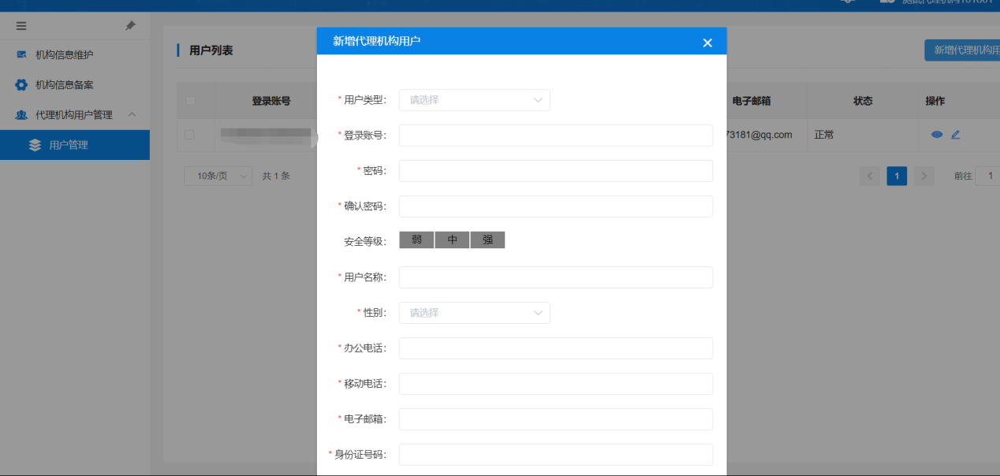 新增代理机构用户
机构信息维护
用户列表
新增代理机构用
机构信息备案
登录账号
电子邮箱
状态
操作
代理机构用户管理
73181@qq.com
正常
用户管理
10条/页
共 1 条
1
前往
1
*用户类型:
请选择
*登录账号:
*密码:
*确认密码:
安全等级:
弱
中
强
*用户名称:
*性别:
请选择
*办公电话:
*移动电话:
*电子邮箱:
*身份证号码: